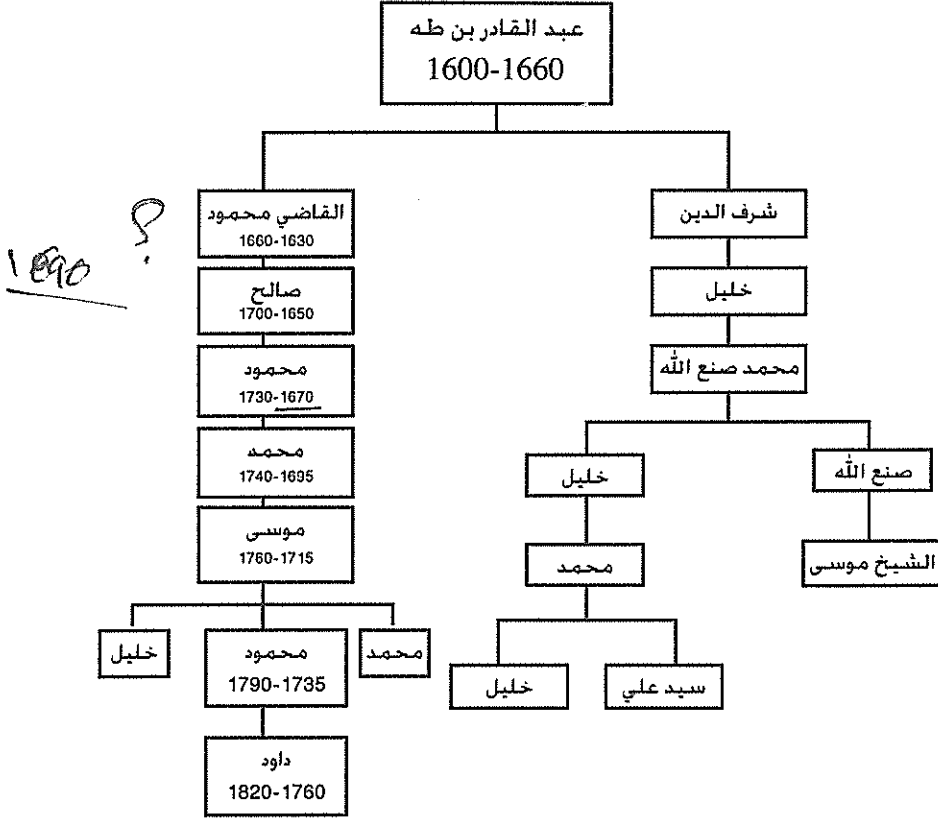 عبد القادر بن طه
1600-1660
شرف الدين
القاضي محمود
1660-1630
؟
خليل
صالح
1700-1650
محمد صنع الله
محمود
1730-1670
صنع الله
خليل
محمد
1740-1695
الشيخ موسى
محمد
موسى
1760-1715
محمد
محمود
1790-1735
خليل
سيد علي
خليل
داود
1820-1760